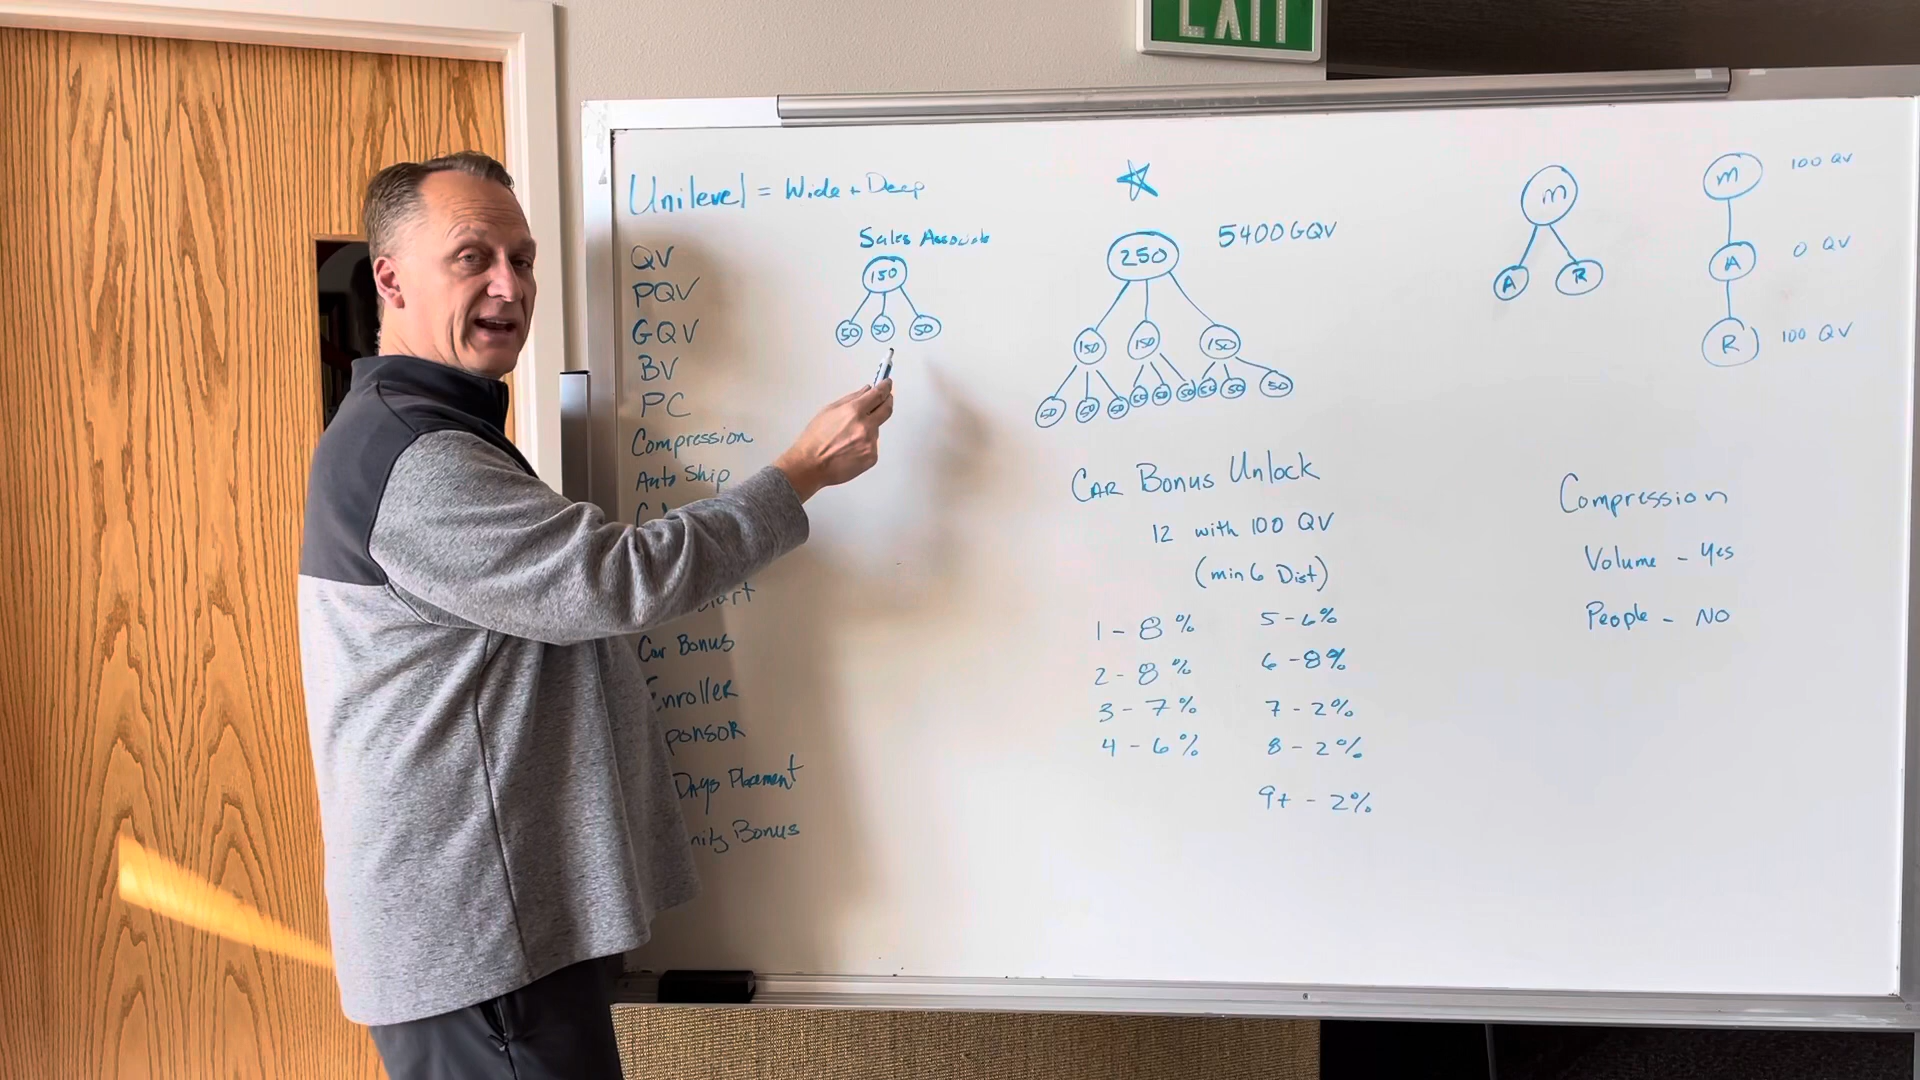 EXIT
Unilevel = Wide + Deep
QV
PQV
GQV
BV
PC
Compression
Auto Ship
Start
Car Bonus
Enroller
ponsor
Days Placement
nity Bonus
Sales Associate
150
50 50 50
250
5400 GQV
150 150 150
50 50 50 50 50 50 50 50 50
CAR Bonus Unlock
12 with 100 QV
(min 6 Dist)
1 - 8 %
2 - 8 %
3 - 7 %
4 - 6 %
5 - 6%
6 - 8%
7 - 2%
8 - 2%
9+ - 2%
m
A R
m 100 QV
A 0 QV
R 100 QV
Compression
Volume - Yes
People - NO